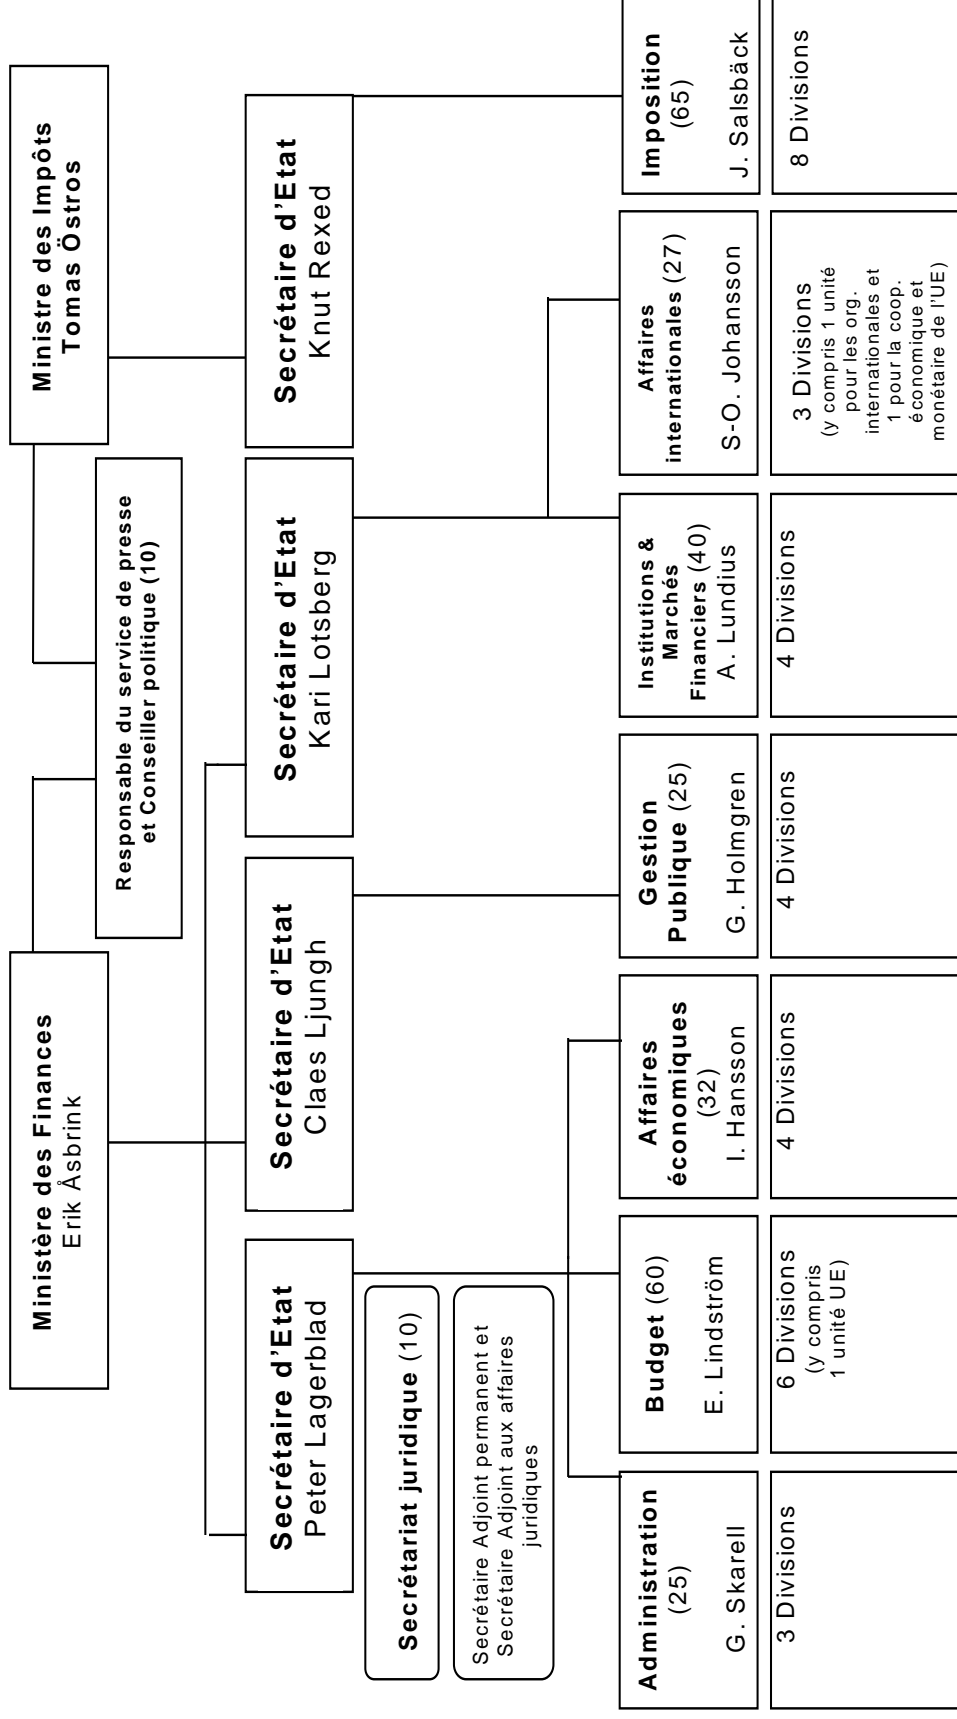 Ministère des Finances
Erik Åsbrink
Ministre des Impôts
Tomas Östros
Responsable du service de presse
et Conseiller politique (10)
Secrétaire d'Etat
Peter Lagerblad
Secrétaire d'Etat
Claes Ljungh
Secrétaire d'Etat
Kari Lotsberg
Secrétaire d'Etat
Knut Rexed
Secrétariat juridique (10)
Secrétaire Adjoint permanent et
Secrétaire Adjoint aux affaires
juridiques
Administration
(25)
G. Skarell
Budget (60)
E. Lindström
Affaires
économiques
(32)
I. Hansson
Gestion
Publique (25)
G. Holmgren
Institutions &
Marchés
Financiers (40)
A. Lundius
Affaires
internationales (27)
S-O. Johansson
Imposition
(65)
J. Salsbäck
3 Divisions
6 Divisions
(y compris
1 unité UE)
4 Divisions
4 Divisions
4 Divisions
3 Divisions
(y compris 1 unité
pour les org.
internationales et
1 pour la coop.
économique et
monétaire de l'UE)
8 Divisions